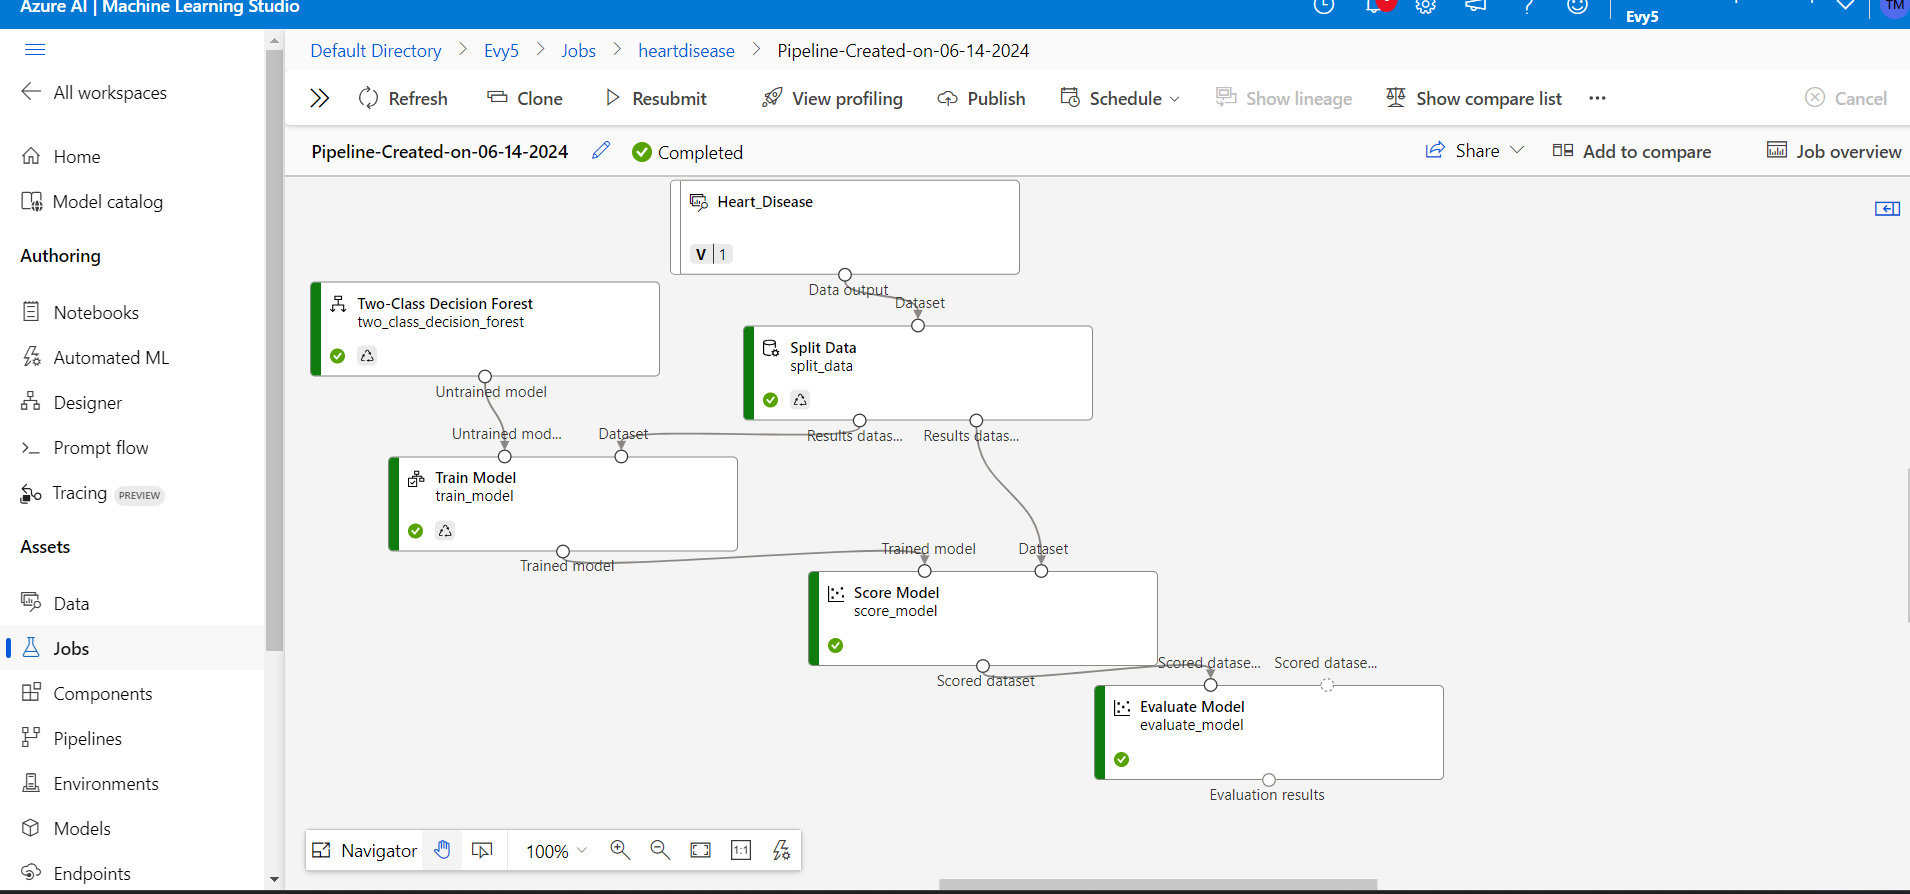 Azure AI | Machine Learning Studio
Evy5
TM
All workspaces
Home
Model catalog
Authoring
Notebooks
Automated ML
Designer
Prompt flow
Tracing PREVIEW
Assets
Data
Jobs
Components
Pipelines
Environments
Models
Endpoints
Default Directory > Evy5 > Jobs > heartdisease > Pipeline-Created-on-06-14-2024
Refresh Clone Resubmit View profiling Publish Schedule Show lineage Show compare list ... Cancel
Pipeline-Created-on-06-14-2024 Completed Share Add to compare Job overview
Heart_Disease
V | 1
Data output
Dataset
Two-Class Decision Forest
two_class_decision_forest
Untrained model
Split Data
split_data
Results datas... Results datas...
Untrained mod... Dataset
Train Model
train_model
Trained model
Trained model Dataset
Score Model
score_model
Scored dataset
Scored datase... Scored datase...
Evaluate Model
evaluate_model
Evaluation results
Navigator 100% 1:1